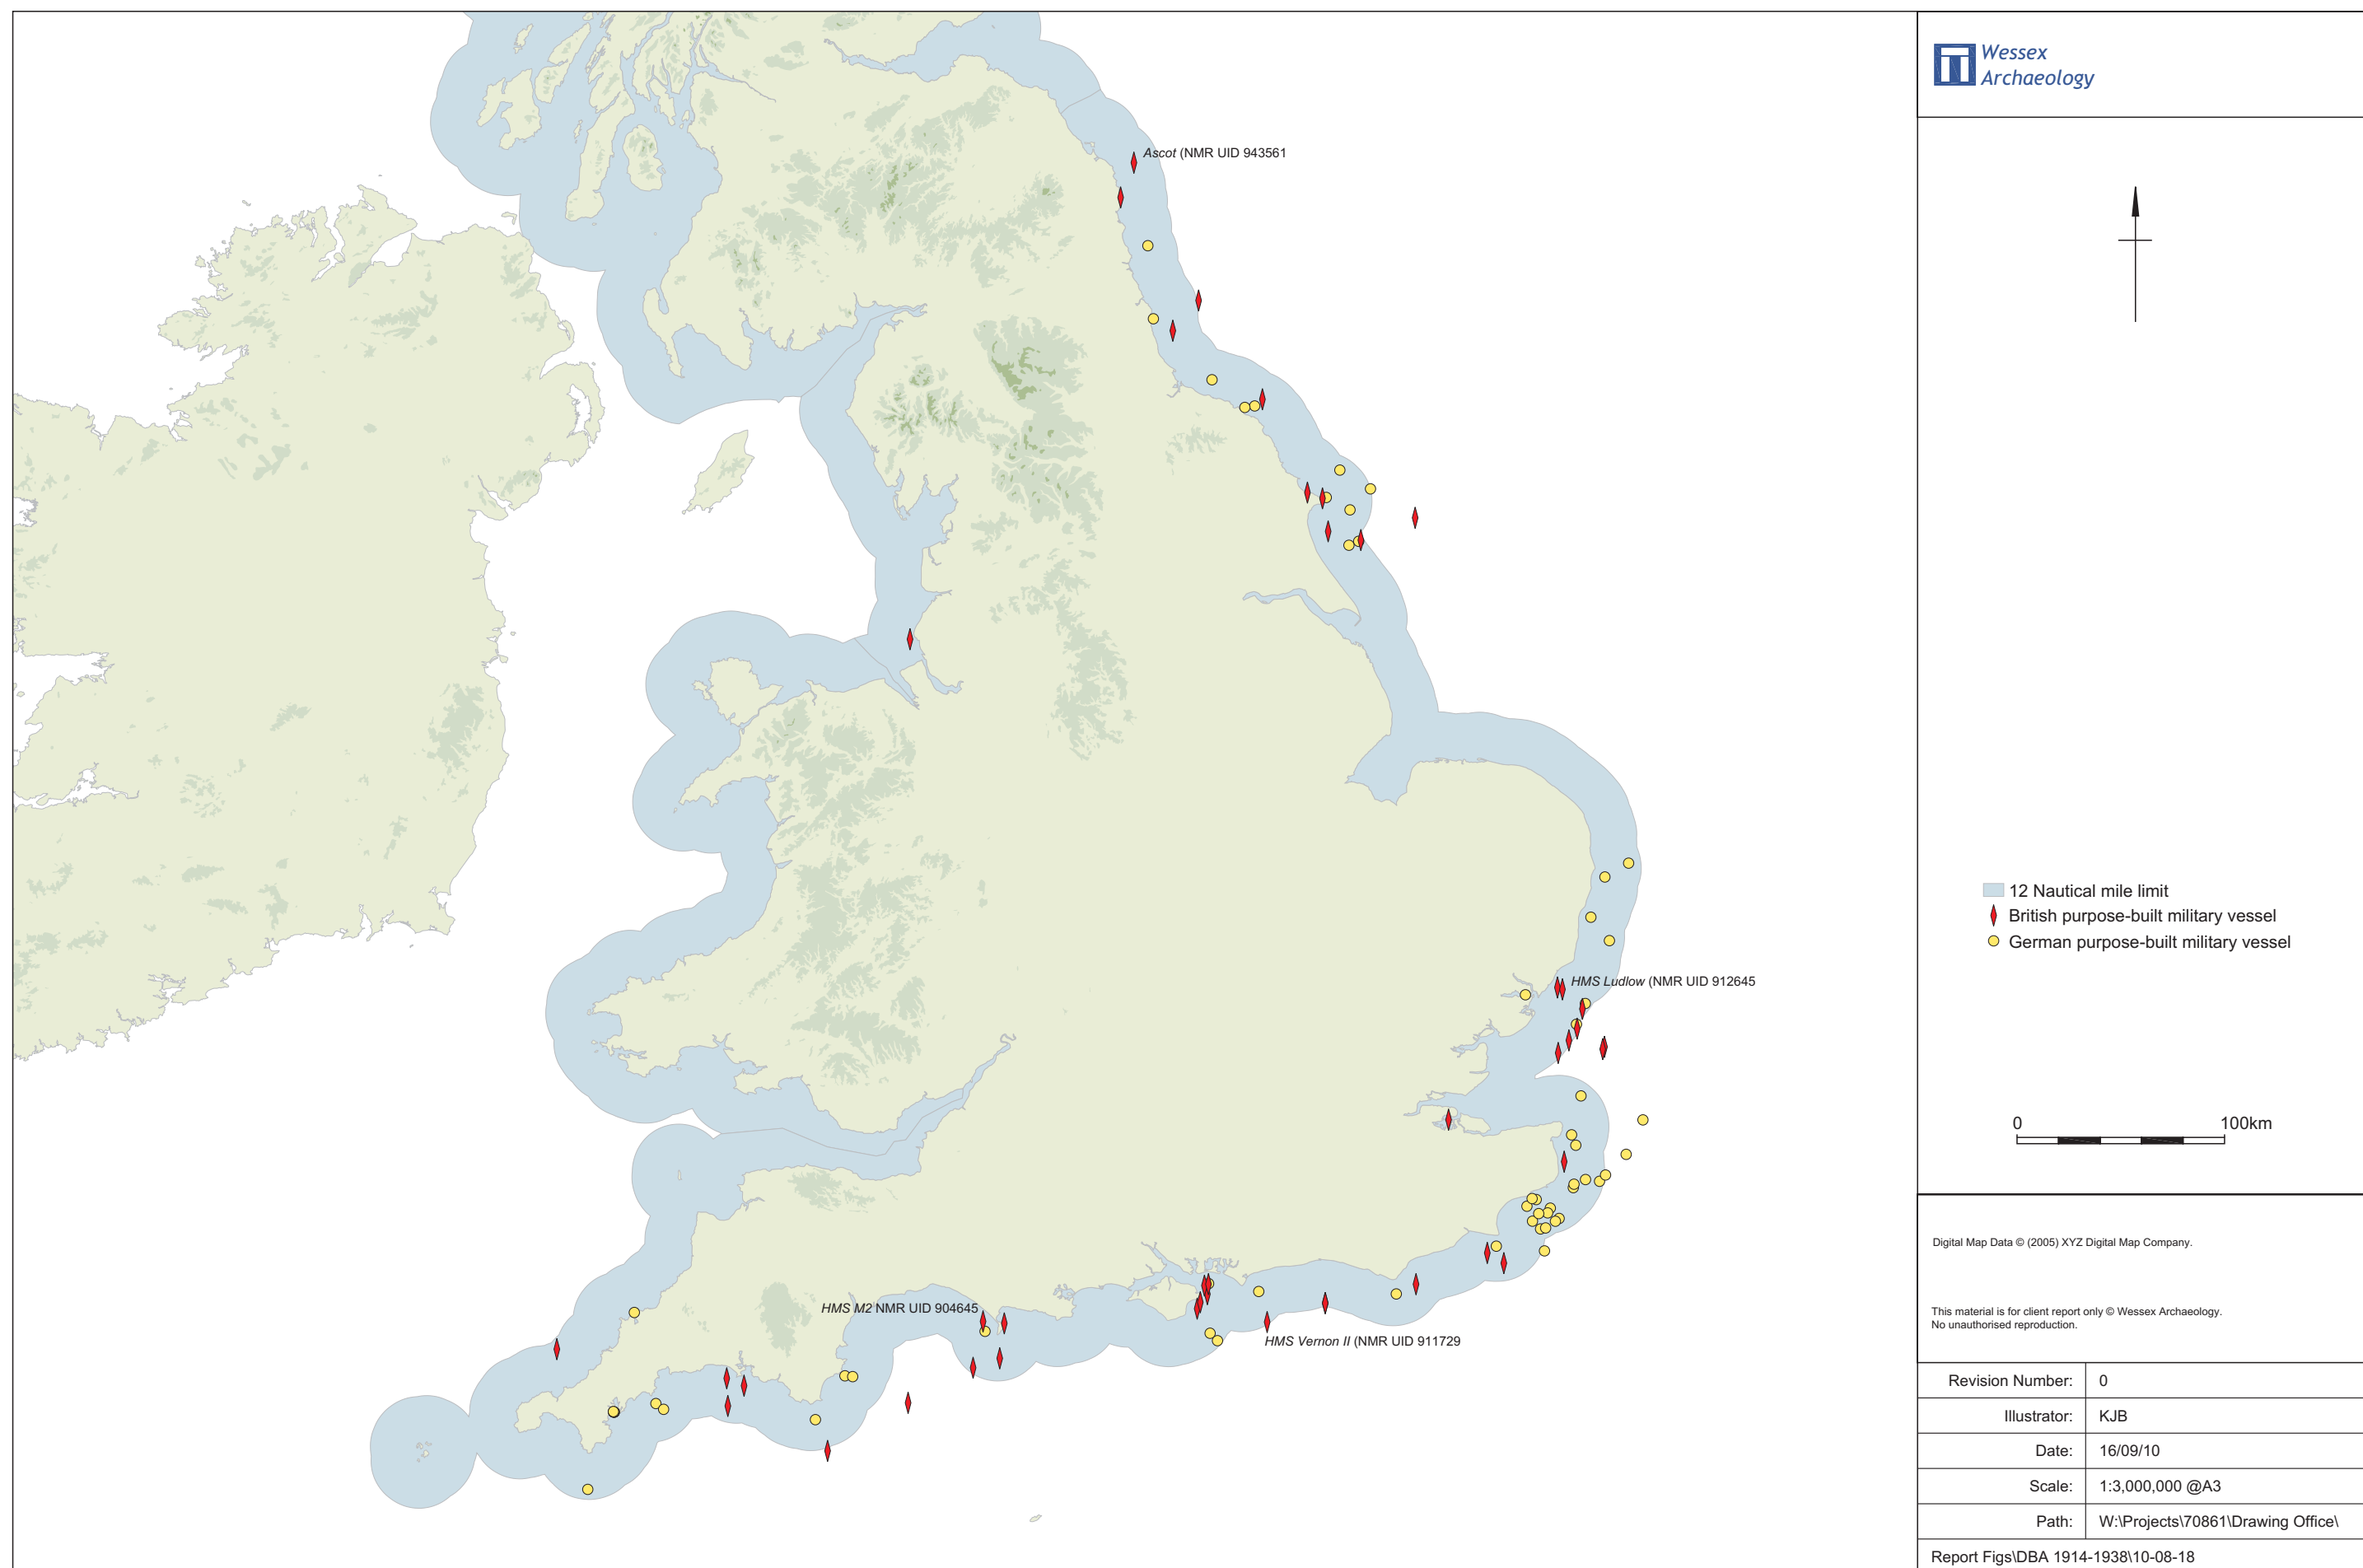 Wessex
Archaeology
Ascot (NMR UID 943561
12 Nautical mile limit
British purpose-built military vessel
German purpose-built military vessel
HMS Ludlow (NMR UID 912645
0 100km
HMS M2 NMR UID 904645
HMS Vernon II (NMR UID 911729
Digital Map Data © (2005) XYZ Digital Map Company.
This material is for client report only © Wessex Archaeology.
No unauthorised reproduction.
Revision Number: 0
Illustrator: KJB
Date: 16/09/10
Scale: 1:3,000,000 @A3
Path: W:\Projects\70861\Drawing Office\
Report Figs\DBA 1914-1938\10-08-18